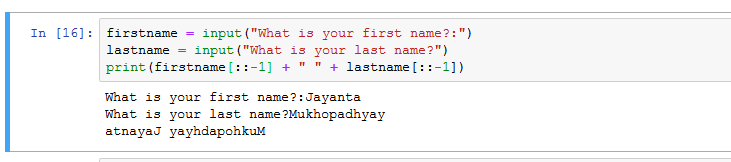 In [16]: firstname = input("What is your first name?:")
lastname = input("What is your last name?")
print(firstname[::-1] + " " + lastname[::-1])
What is your first name?:Jayanta
What is your last name?Mukhopadhyay
atnayaJ yayhdapohkuM